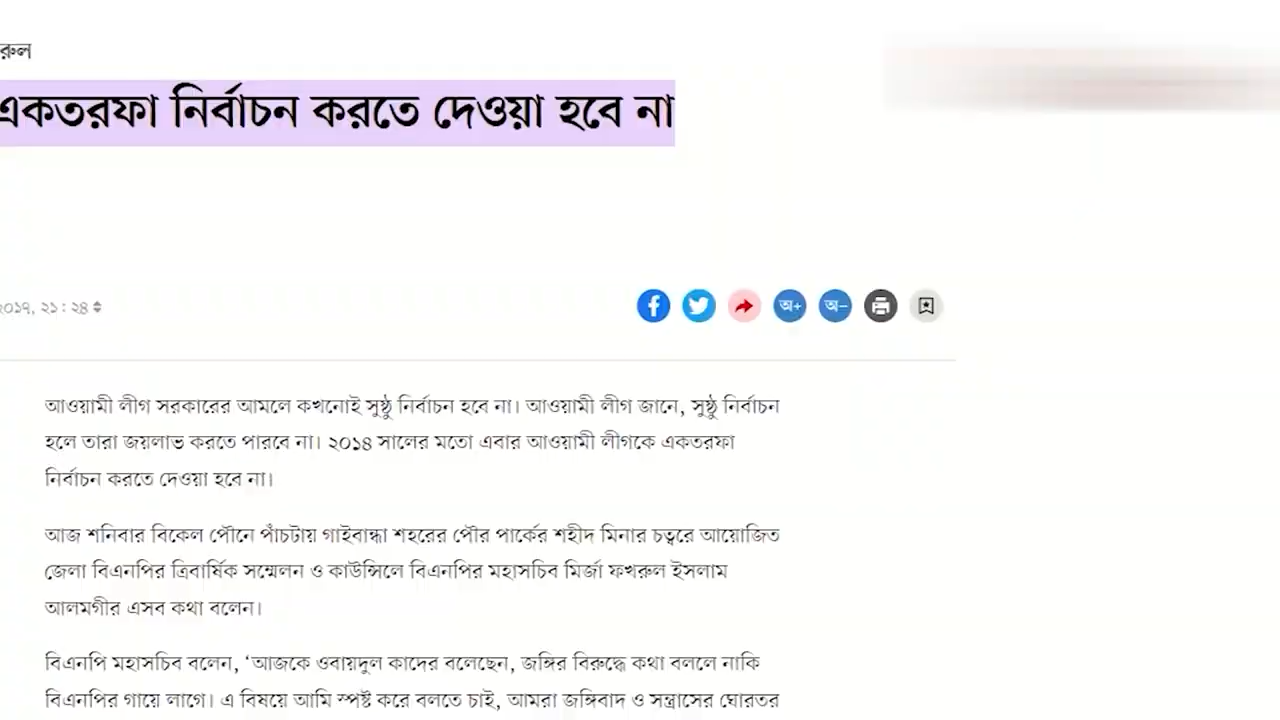 রুল
একতরফা নির্বাচন করতে দেওয়া হবে না
২০১৭, ২১: ২৪
অ+ অ−
আওয়ামী লীগ সরকারের আমলে কখনোই সুষ্ঠু নির্বাচন হবে না। আওয়ামী লীগ জানে, সুষ্ঠু নির্বাচন
হলে তারা জয়লাভ করতে পারবে না। ২০১৪ সালের মতো এবার আওয়ামী লীগকে একতরফা
নির্বাচন করতে দেওয়া হবে না।
আজ শনিবার বিকেল পৌনে পাঁচটায় গাইবান্ধা শহরের পৌর পার্কের শহীদ মিনার চত্বরে আয়োজিত
জেলা বিএনপির ত্রিবার্ষিক সম্মেলন ও কাউন্সিলে বিএনপির মহাসচিব মির্জা ফখরুল ইসলাম
আলমগীর এসব কথা বলেন।
বিএনপি মহাসচিব বলেন, ‘আজকে ওবায়দুল কাদের বলেছেন, জঙ্গির বিরুদ্ধে কথা বললে নাকি
বিএনপির গায়ে লাগে। এ বিষয়ে আমি স্পষ্ট করে বলতে চাই, আমরা জঙ্গিবাদ ও সন্ত্রাসের ঘোরতর